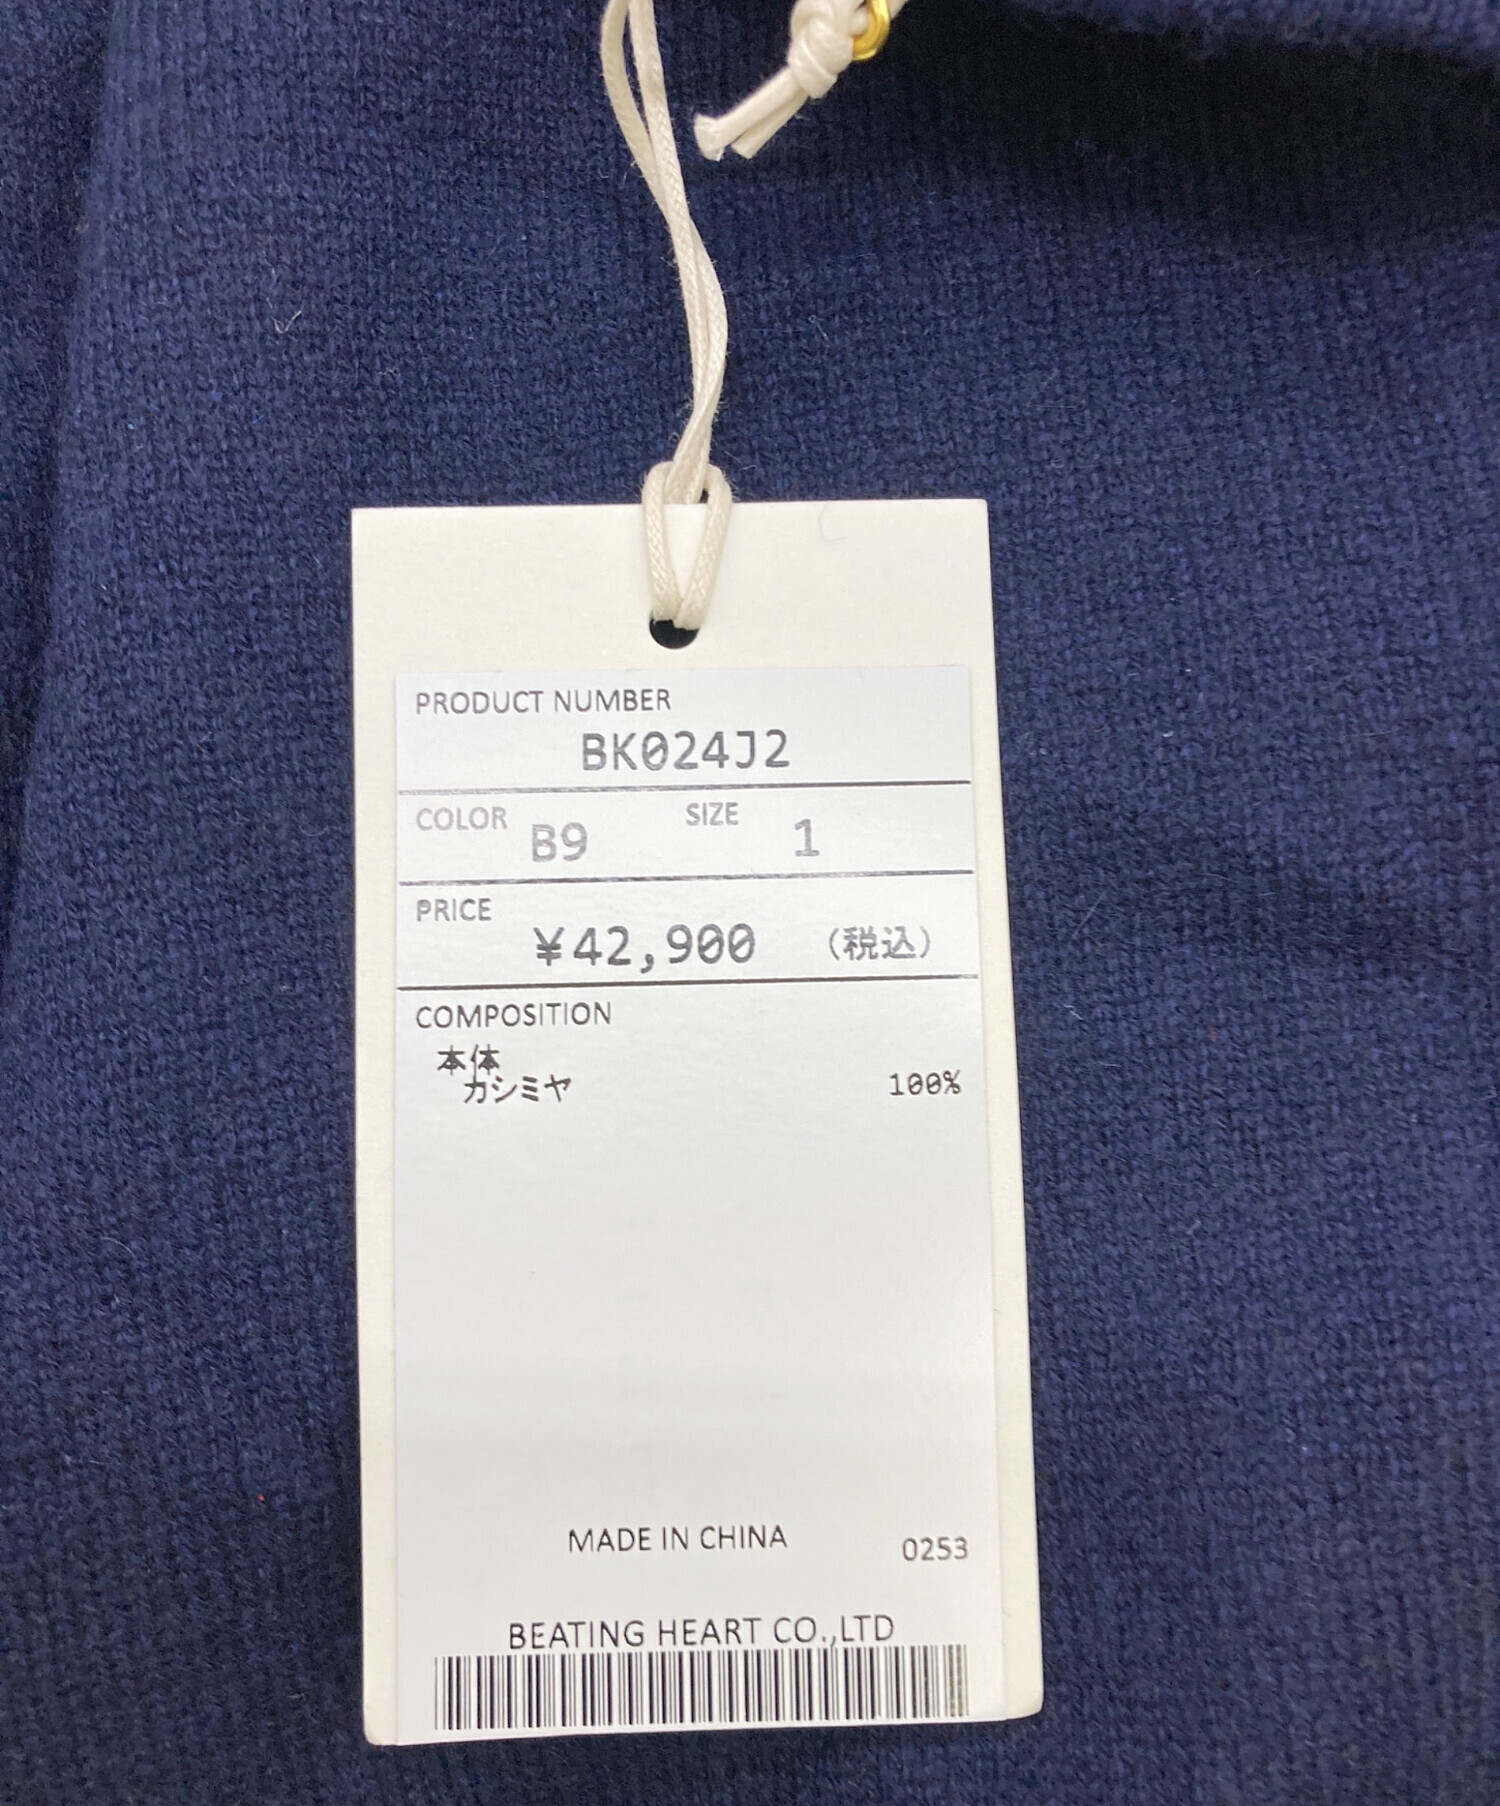 PRODUCT NUMBER
BK024J2
COLOR B9 SIZE 1
PRICE
¥42,900 (税込)
COMPOSITION
本体
カシミヤ 100%
MADE IN CHINA 0253
BEATING HEART CO.,LTD